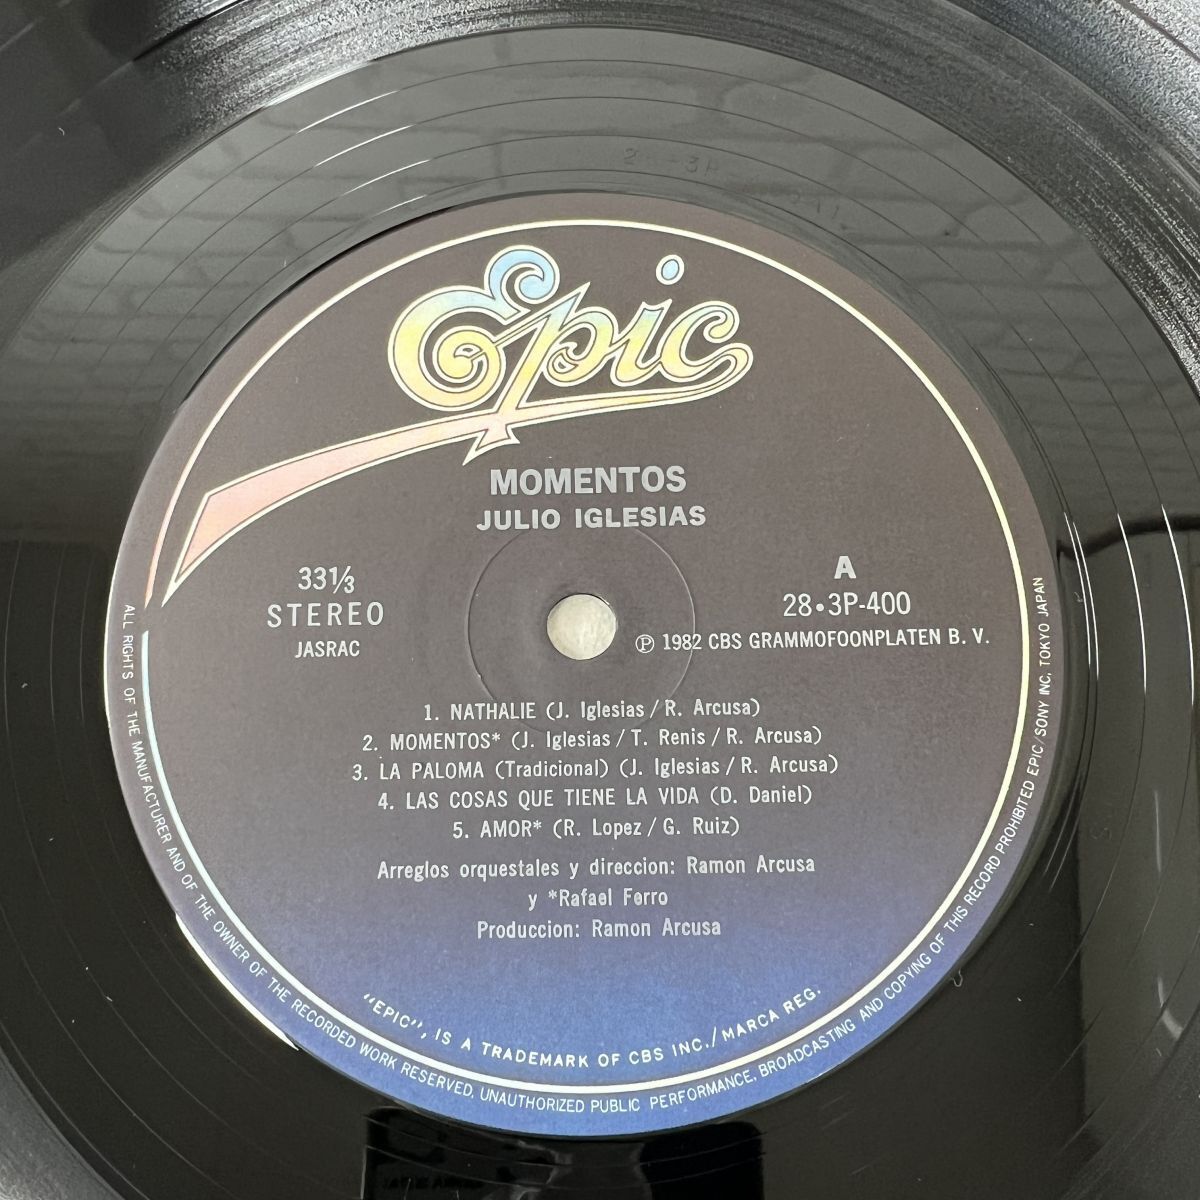 Epic
MOMENTOS
JULIO IGLESIAS
33⅓
STEREO
JASRAC
A
28・3P-400
Ⓟ 1982 CBS GRAMMOFOONPLATEN B. V.
1. NATHALIE (J. Iglesias / R. Arcusa)
2. MOMENTOS* (J. Iglesias / T. Renis / R. Arcusa)
3. LA PALOMA (Tradicional) (J. Iglesias / R. Arcusa)
4. LAS COSAS QUE TIENE LA VIDA (D. Daniel)
5. AMOR* (R. Lopez / G. Ruiz)
Arreglos orquestales y direccion: Ramon Arcusa
y *Rafael Ferro
Produccion: Ramon Arcusa
"EPIC", IS A TRADEMARK OF CBS INC./MARCA REG.
ALL RIGHTS OF THE MANUFACTURER AND OF THE OWNER OF THE RECORDED WORK RESERVED. UNAUTHORIZED PUBLIC PERFORMANCE, BROADCASTING AND COPYING OF THIS RECORD PROHIBITED EPIC/SONY INC, TOKYO JAPAN